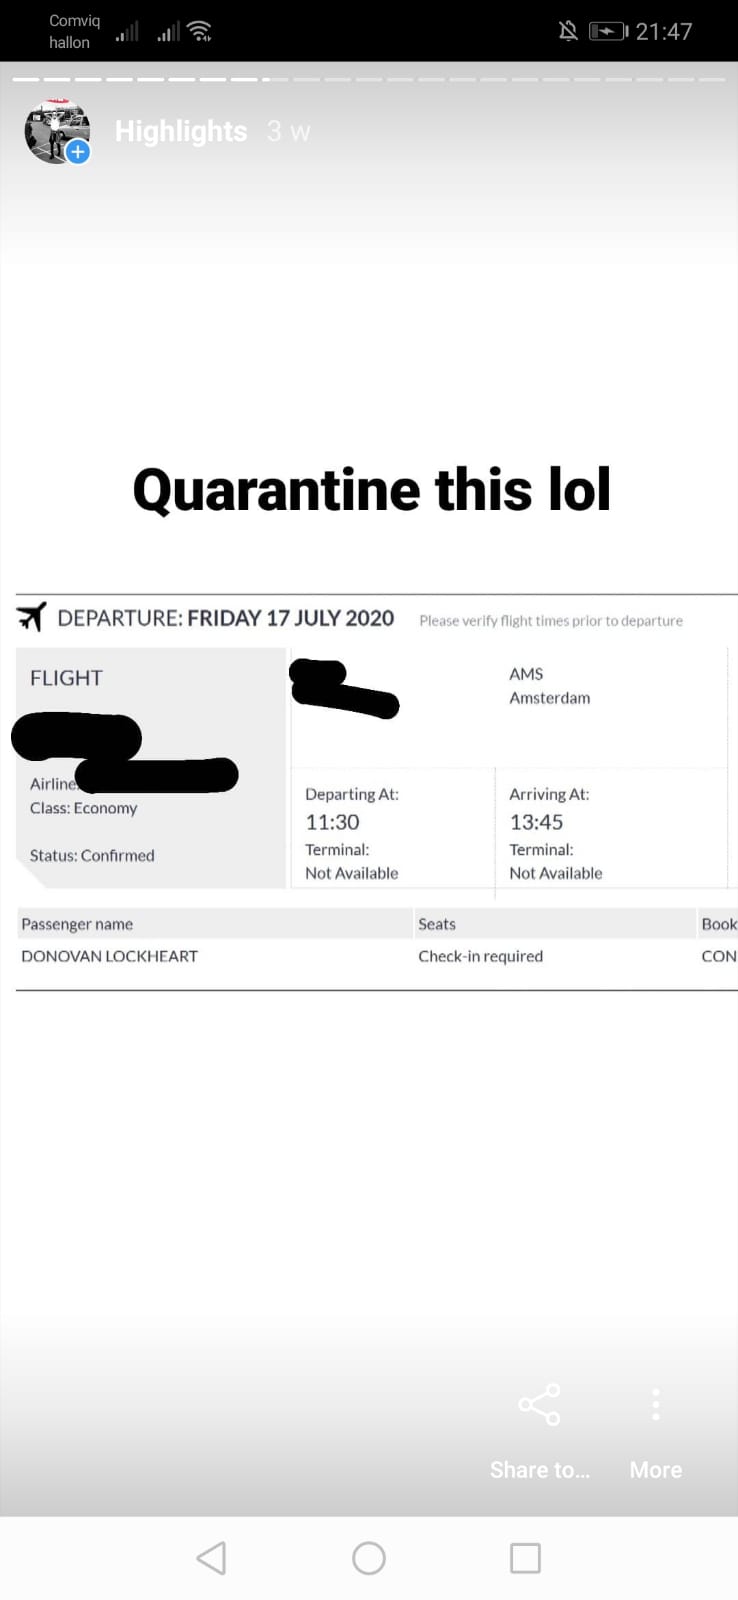 Comviq
hallon
21:47
Highlights 3 w
Quarantine this lol
DEPARTURE: FRIDAY 17 JULY 2020 Please verify flight times prior to departure
FLIGHT
AMS
Amsterdam
Airline:
Class: Economy
Status: Confirmed
Departing At:
11:30
Terminal:
Not Available
Arriving At:
13:45
Terminal:
Not Available
Passenger name Seats Book
DONOVAN LOCKHEART Check-in required CON
Share to... More